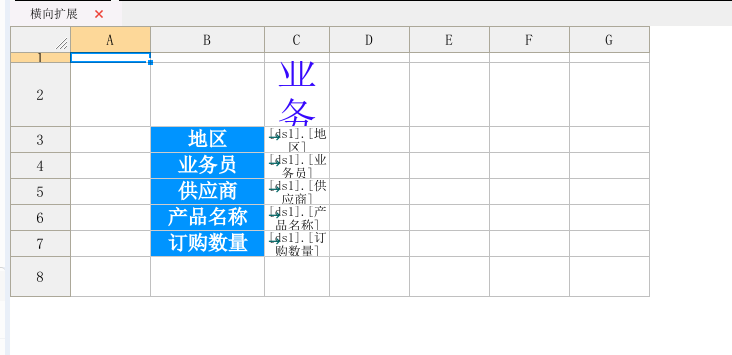 横向扩展
A B C D E F G
1
2 业
务
3 地区 [ds1].[地
区]
4 业务员 [ds1].[业
务员]
5 供应商 [ds1].[供
应商]
6 产品名称 [ds1].[产
品名称]
7 订购数量 [ds1].[订
购数量]
8